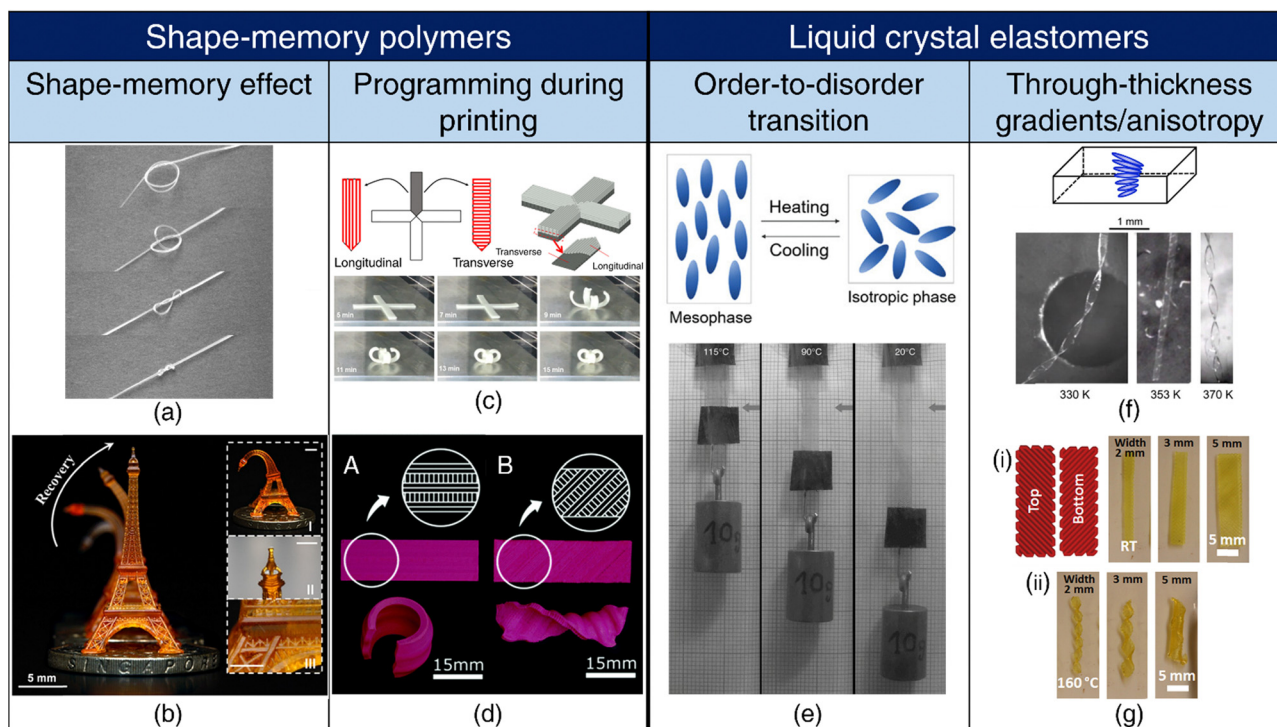 Shape-memory polymers
Liquid crystal elastomers
Shape-memory effect
Programming during
printing
Order-to-disorder
transition
Through-thickness
gradients/anisotropy
(a)
Longitudinal
Transverse
Transverse
Longitudinal
5 min
7 min
9 min
11 min
13 min
15 min
(c)
Heating
Cooling
Mesophase
Isotropic phase
1 mm
330 K
353 K
370 K
(f)
Recovery
SINGAPORE
5 mm
I
II
III
(b)
A
B
15mm
15mm
(d)
115°C
90°C
20°C
10g
10g
10g
(e)
(i)
Top
Bottom
Width
2 mm
3 mm
5 mm
RT
5 mm
(ii)
Width
2 mm
3 mm
5 mm
160 °C
5 mm
(g)